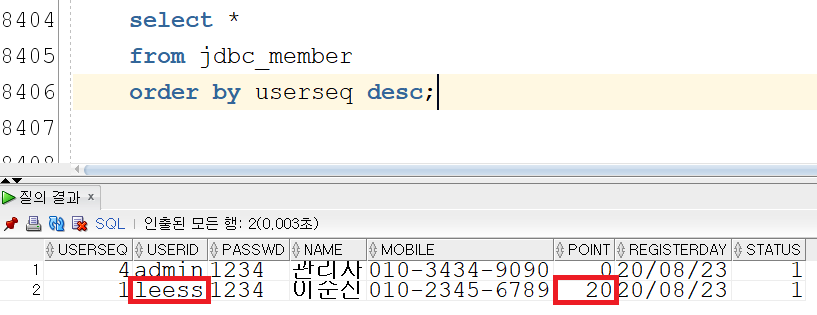 8404 select *
8405 from jdbc_member
8406 order by userseq desc;
8407
8408
질의 결과 x
SQL | 인출된 모든 행: 2(0,003초)
USERSEQ USERID PASSWD NAME MOBILE POINT REGISTERDAY STATUS
1 4 admin 1234 관리자 010-3434-9090 0 20/08/23 1
2 1 leess 1234 이순신 010-2345-6789 20 20/08/23 1